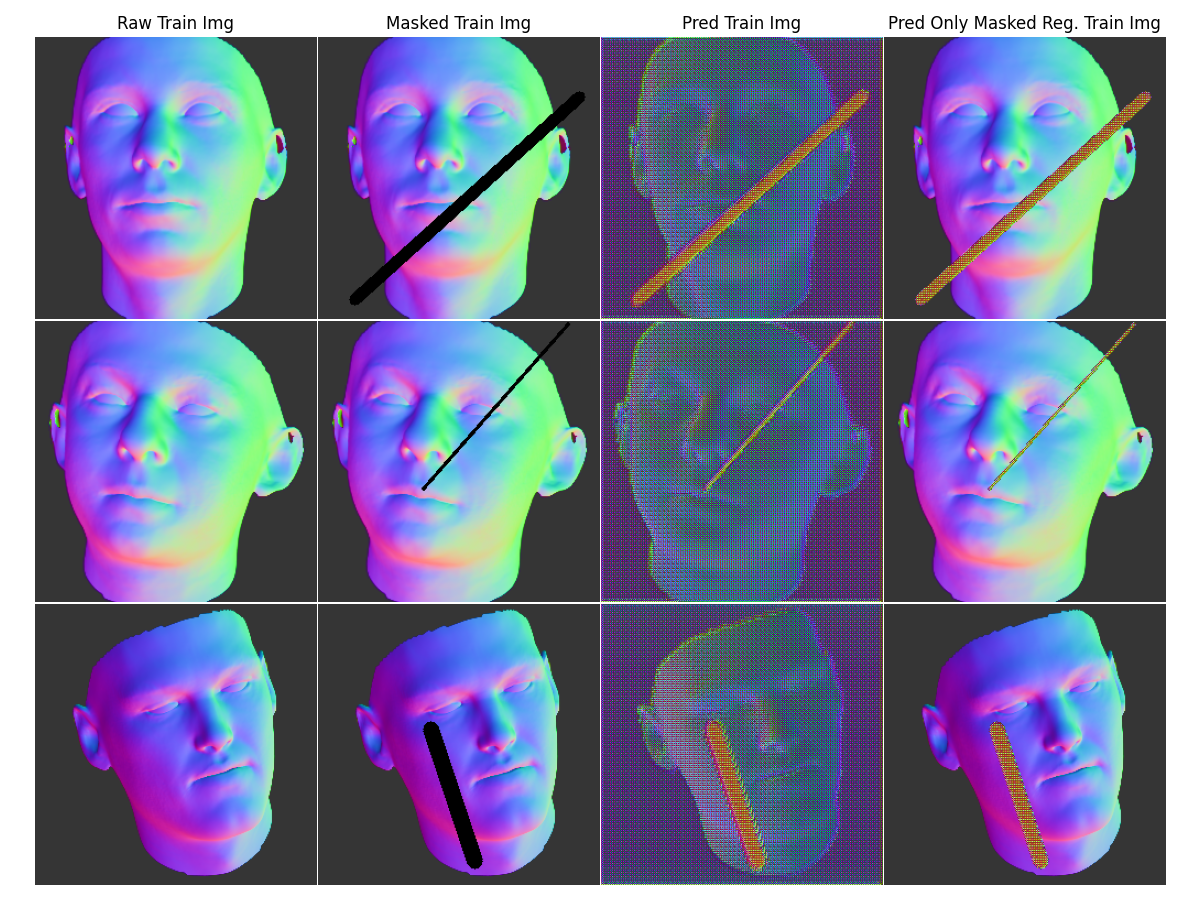 Raw Train Img
Masked Train Img
Pred Train Img
Pred Only Masked Reg. Train Img